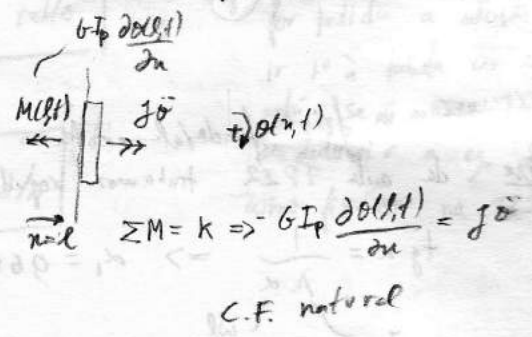 GIₚ ∂θ(l,t)/∂x
M(l,t) Jθ̈ + θ(x,t)
x=l ΣM = K => - GIₚ ∂θ(l,t)/∂x = Jθ̈
C.F. natural